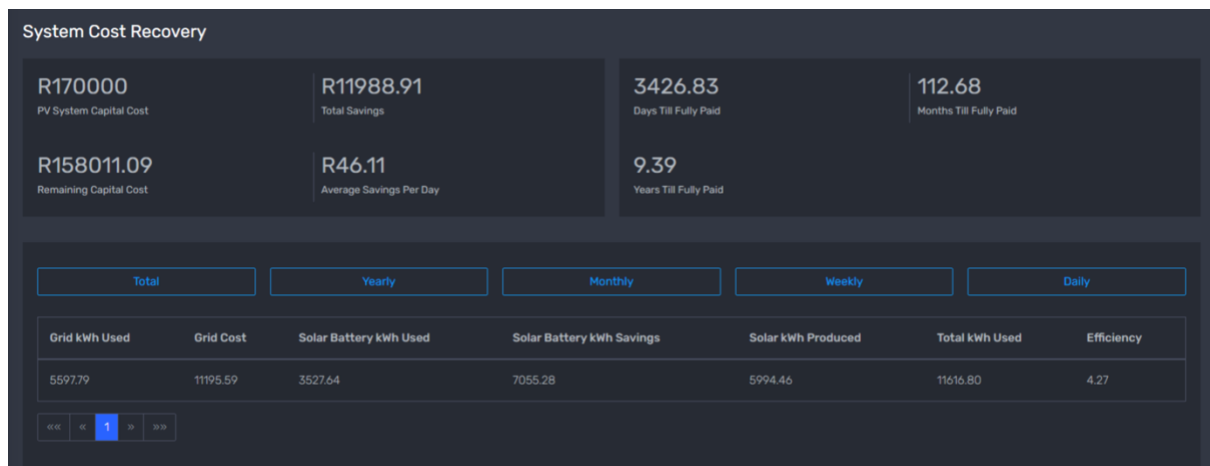 System Cost Recovery
R170000 R11988.91 3426.83 112.68
PV System Capital Cost Total Savings Days Till Fully Paid Months Till Fully Paid
R158011.09 R46.11 9.39
Remaining Capital Cost Average Savings Per Day Years Till Fully Paid
Total Yearly Monthly Weekly Daily
Grid kWh Used Grid Cost Solar Battery kWh Used Solar Battery kWh Savings Solar kWh Produced Total kWh Used Efficiency
5597.79 11195.59 3527.64 7055.28 5994.46 11616.80 4.27
«« « 1 » »»